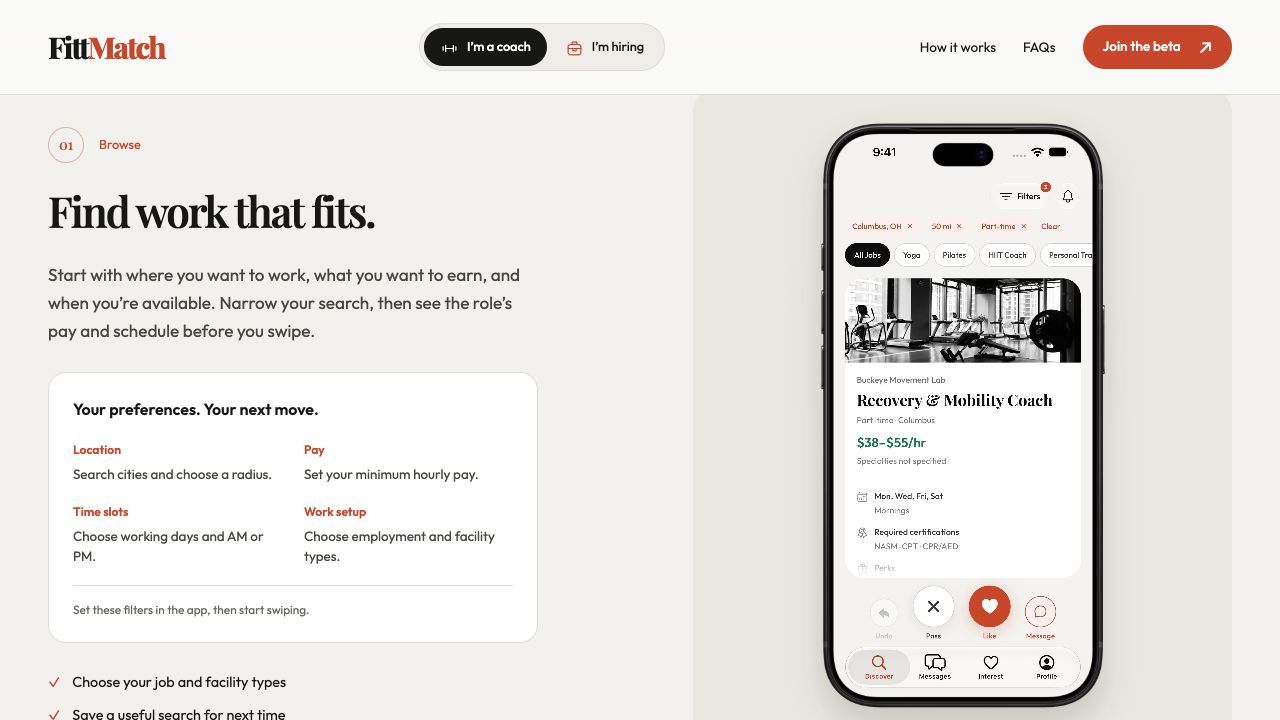 FittMatch
I'm a coach
I'm hiring
How it works
FAQs
Join the beta
01
Browse
Find work that fits.
Start with where you want to work, what you want to earn, and
when you're available. Narrow your search, then see the role's
pay and schedule before you swipe.
Your preferences. Your next move.
Location
Search cities and choose a radius.
Pay
Set your minimum hourly pay.
Time slots
Choose working days and AM or
PM.
Work setup
Choose employment and facility
types.
Set these filters in the app, then start swiping.
Choose your job and facility types
Save a useful search for next time
9:41
Filters
3
Columbus, OH ×
50 mi ×
Part-time ×
Clear
All Jobs
Yoga
Pilates
HIIT Coach
Personal Tra
Buckeye Movement Lab
Recovery & Mobility Coach
Part-time · Columbus
$38–$55/hr
Specialties not specified
Mon, Wed, Fri, Sat
Mornings
Required certifications
NASM-CPT · CPR/AED
Perks
Undo
Pass
Like
Message
Discover
Messages
Interest
Profile